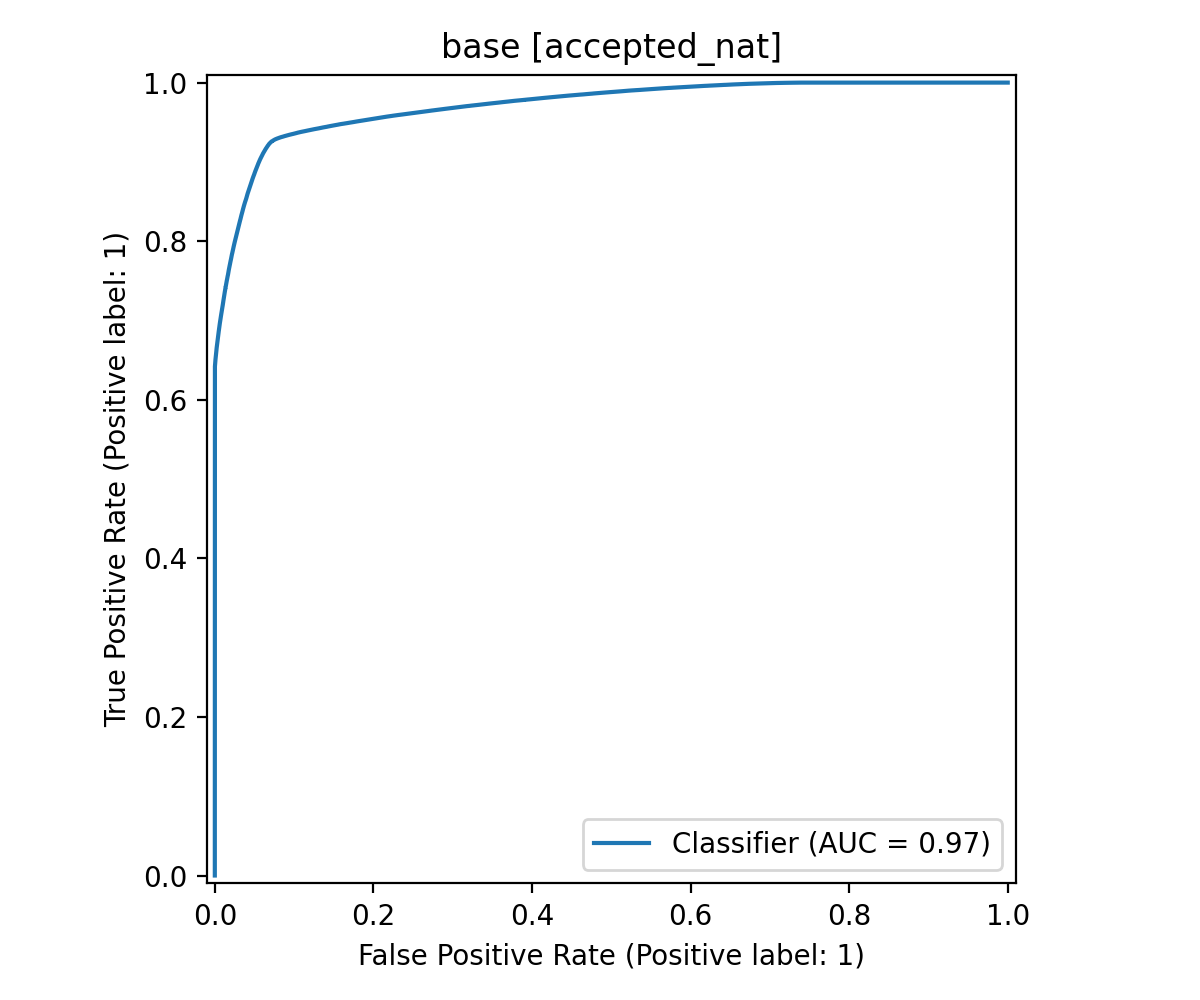 base [accepted_nat]
True Positive Rate (Positive label: 1)
1.0
0.8
0.6
0.4
0.2
0.0
Classifier (AUC = 0.97)
0.0 0.2 0.4 0.6 0.8 1.0
False Positive Rate (Positive label: 1)